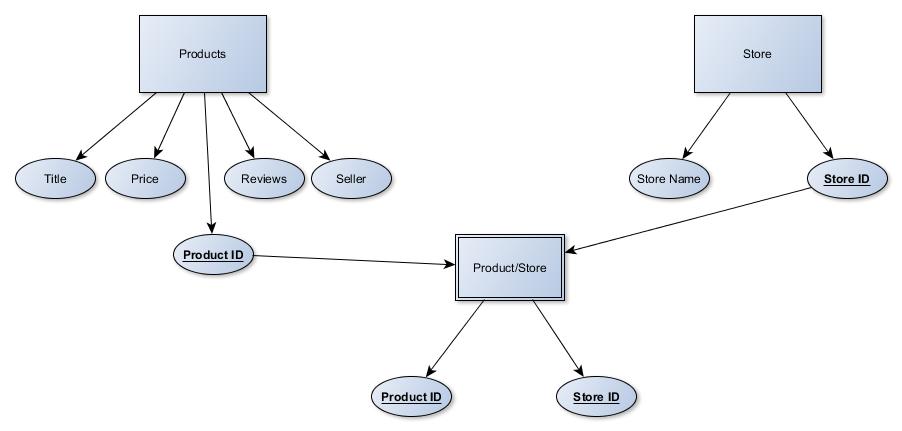 Products
Store
Title
Price
Reviews
Seller
Store Name
Store ID
Product ID
Product/Store
Product ID
Store ID